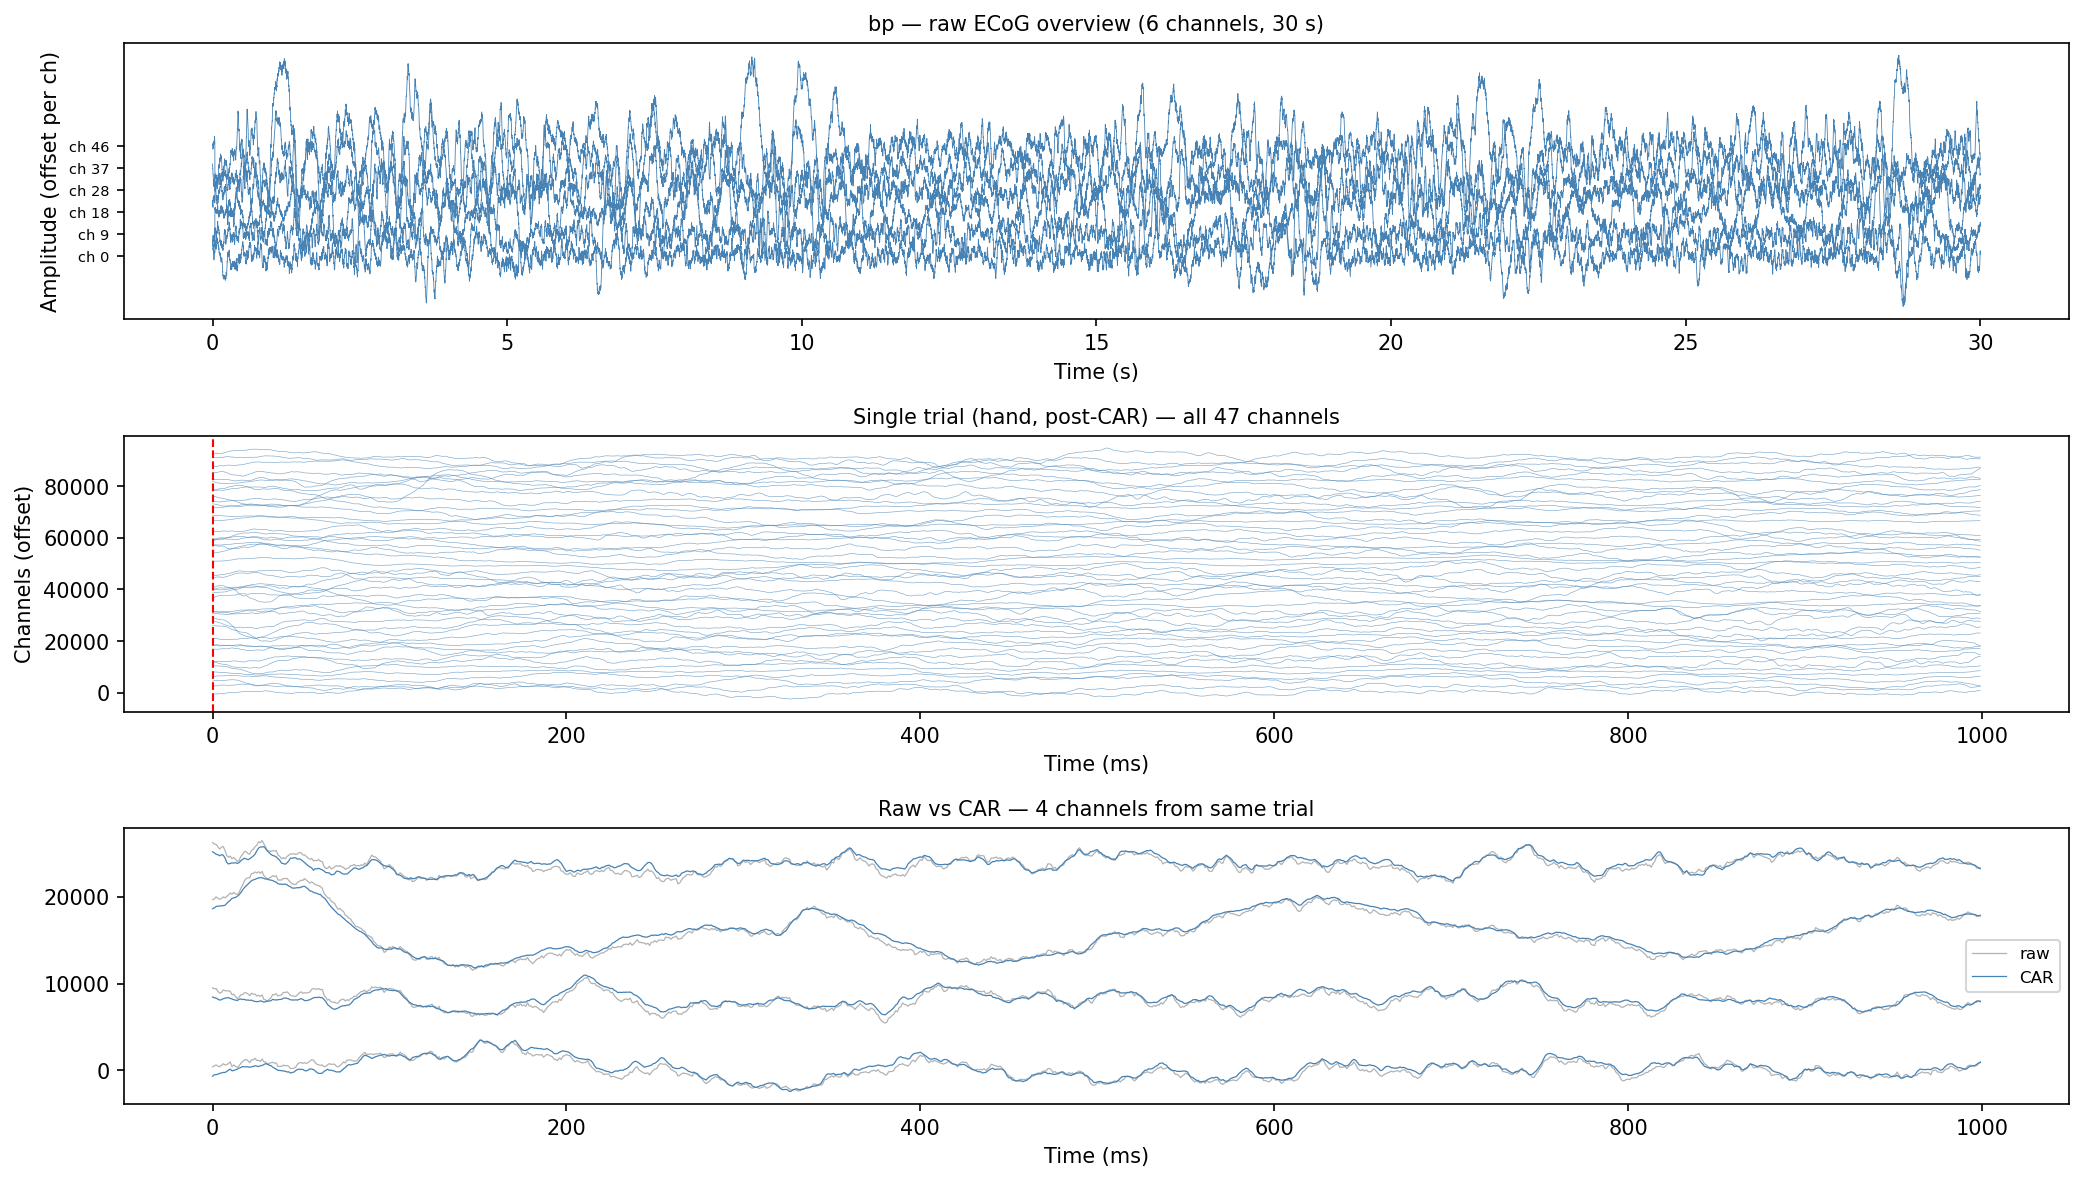 bp — raw ECoG overview (6 channels, 30 s)
Amplitude (offset per ch)
ch 46
ch 37
ch 28
ch 18
ch 9
ch 0
0 5 10 15 20 25 30
Time (s)
Single trial (hand, post-CAR) — all 47 channels
Channels (offset)
80000
60000
40000
20000
0
0 200 400 600 800 1000
Time (ms)
Raw vs CAR — 4 channels from same trial
20000
10000
0
raw
CAR
0 200 400 600 800 1000
Time (ms)